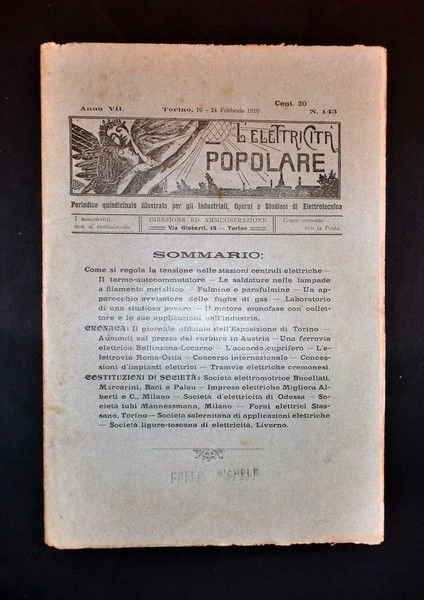 Cent. 20
Anno VII. Torino, 10 - 24 Febbraio 1910 N. 143
L'ELETTRICITÀ
POPOLARE
Periodico quindicinale illustrato per gli Industriali, Operai e Studiosi di Elettrotecnica
I manoscritti DIREZIONE ED AMMINISTRAZIONE Conto corrente
non si restituiscono Via Gioberti, 18 — Torino con la Posta
SOMMARIO:
Come si regola la tensione nelle stazioni centrali elettriche —
Il termo-autocommutatore — Le saldature nelle lampade
a filamento metallico — Fulmine e parafulmine — Un ap-
parecchio avvisatore delle fughe di gas — Laboratorio
di uno studioso povero — Il motore monofase con collet-
tore e le sue applicazioni nell'industria.
CRONACA: Il giornale ufficiale dell'Esposizione di Torino —
Aumenti sul prezzo del carburo in Austria — Una ferrovia
elettrica Bellinzona-Locarno — L'accordo cuprifero — L'e-
lettrovia Roma-Ostia — Concorso internazionale — Conces-
sioni d'impianti elettrici — Tramvie elettriche cremonesi.
COSTITUZIONI DI SOCIETÀ: Società elettromotrice Bucellati,
Marcarini, Baci e Palau — Imprese elettriche Migliora Al-
berti e C., Milano — Società d'elettricità di Odessa — So-
cietà tubi Mannessmann, Milano — Forni elettrici Stas-
sano, Torino — Società salernitana di applicazioni elettriche
— Società ligure-toscana di elettricità, Livorno.
MICHELE